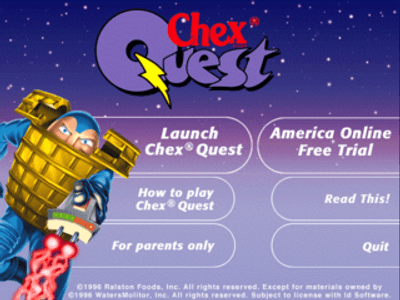 Chex®
Quest
Launch
Chex® Quest
America Online
Free Trial
How to play
Chex® Quest
Read This!
For parents only
Quit
©1996 Ralston Foods, Inc. All rights reserved. Except for materials owned by
©1996 WatersMolitor, Inc. All rights reserved. Subject to license with Id Software.